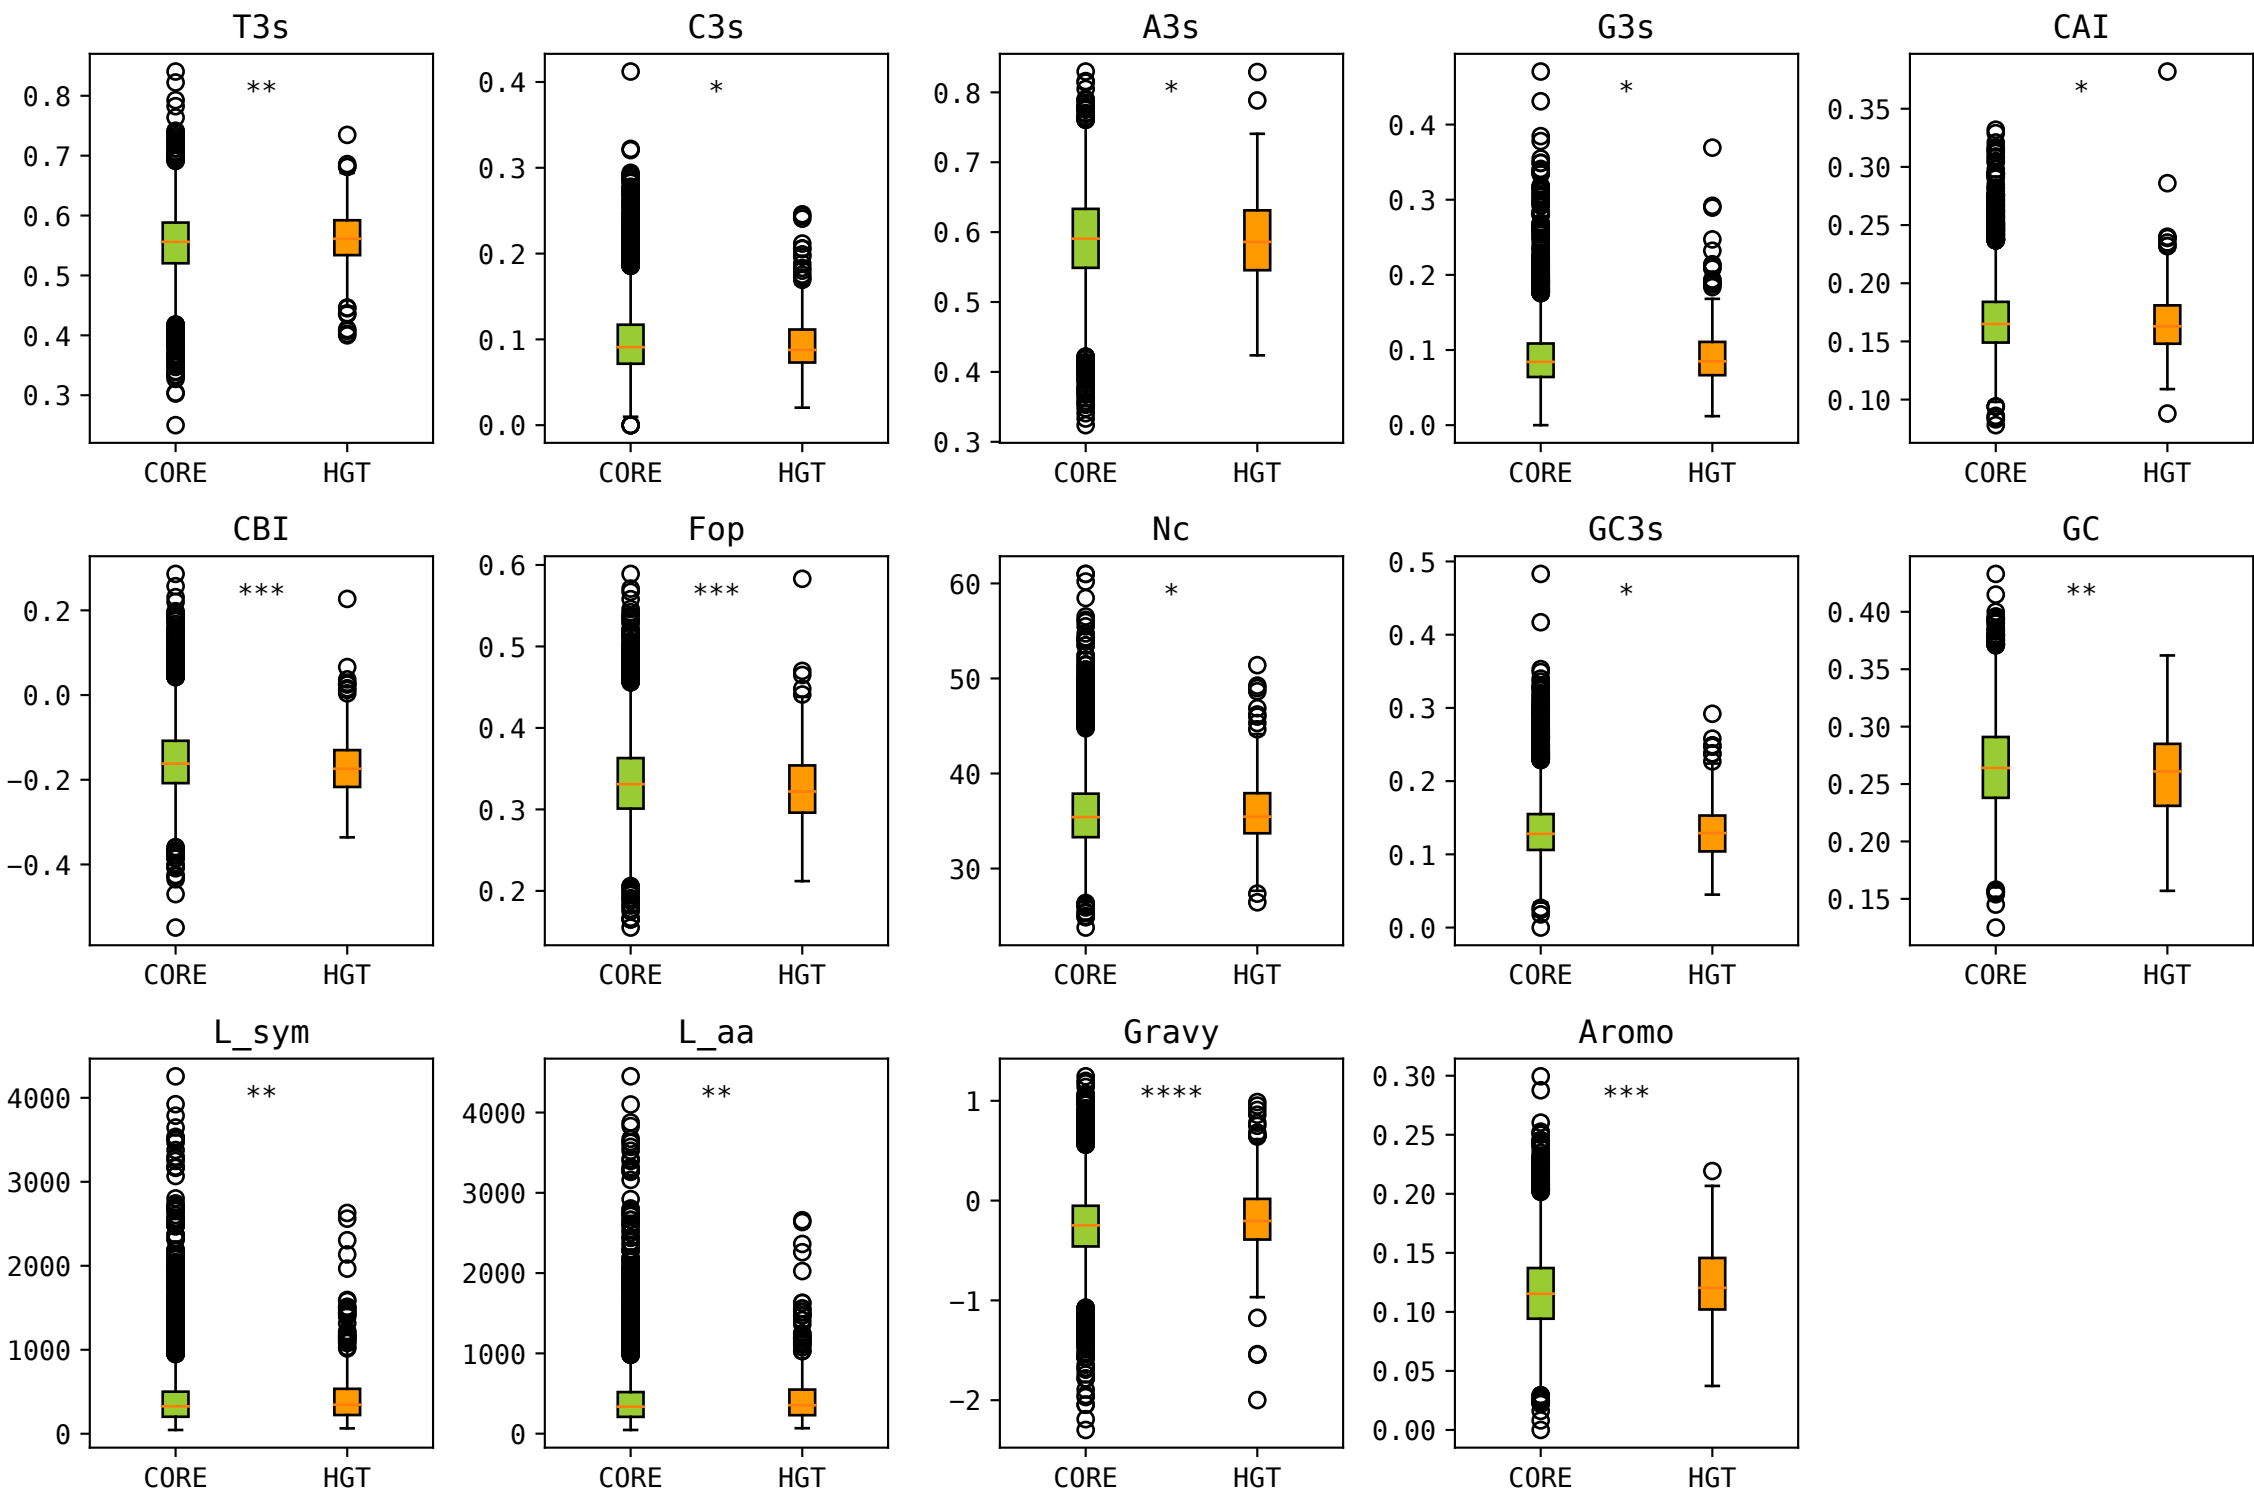 T3s C3s A3s G3s CAI
** * * * *
0.8 0.7 0.6 0.5 0.4 0.3
0.4 0.3 0.2 0.1 0.0
0.8 0.7 0.6 0.5 0.4 0.3
0.4 0.3 0.2 0.1 0.0
0.35 0.30 0.25 0.20 0.15 0.10
CORE HGT CORE HGT CORE HGT CORE HGT CORE HGT
CBI Fop Nc GC3s GC
*** *** * * **
0.2 0.0 −0.2 −0.4
0.6 0.5 0.4 0.3 0.2
60 50 40 30
0.5 0.4 0.3 0.2 0.1 0.0
0.40 0.35 0.30 0.25 0.20 0.15
CORE HGT CORE HGT CORE HGT CORE HGT CORE HGT
L_sym L_aa Gravy Aromo
** ** **** ***
4000 3000 2000 1000 0
4000 3000 2000 1000 0
1 0 −1 −2
0.30 0.25 0.20 0.15 0.10 0.05 0.00
CORE HGT CORE HGT CORE HGT CORE HGT